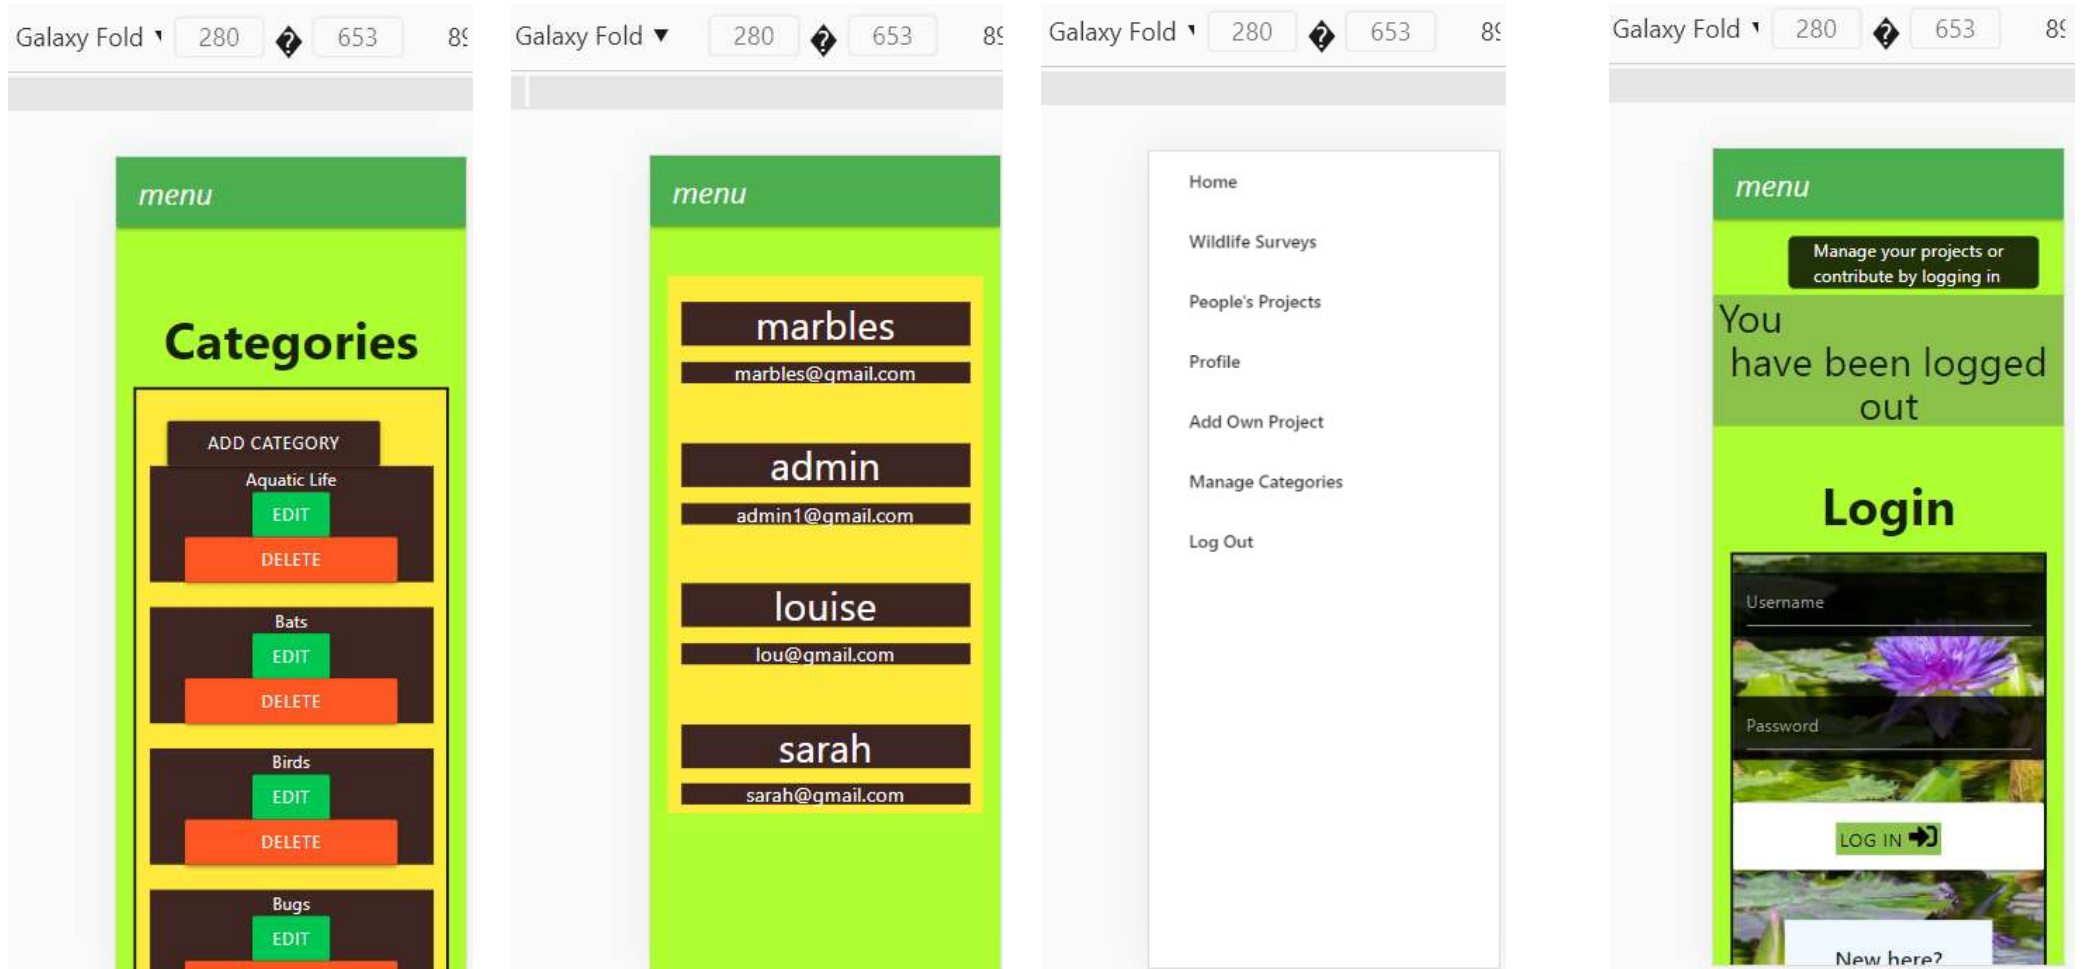 Galaxy Fold ▼ 280 � 653
menu
Categories
ADD CATEGORY
Aquatic Life
EDIT
DELETE
Bats
EDIT
DELETE
Birds
EDIT
DELETE
Bugs
EDIT
Galaxy Fold ▼ 280 � 653
menu
marbles
marbles@gmail.com
admin
admin1@gmail.com
louise
lou@gmail.com
sarah
sarah@gmail.com
Galaxy Fold ▼ 280 � 653
Home
Wildlife Surveys
People's Projects
Profile
Add Own Project
Manage Categories
Log Out
Galaxy Fold ▼ 280 � 653
menu
Manage your projects or
contribute by logging in
You
have been logged
out
Login
Username
Password
LOG IN
New here?